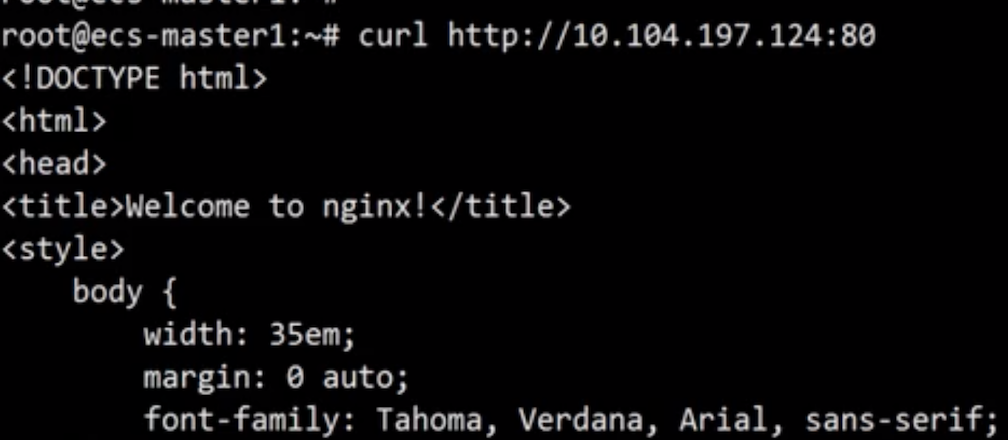 root@ecs-master1:~# curl http://10.104.197.124:80
<!DOCTYPE html>
<html>
<head>
<title>Welcome to nginx!</title>
<style>
    body {
        width: 35em;
        margin: 0 auto;
        font-family: Tahoma, Verdana, Arial, sans-serif;